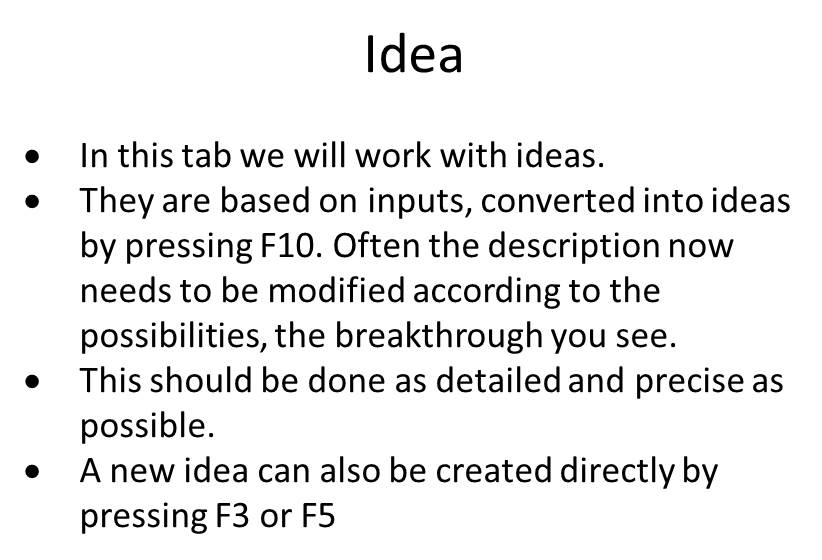 Idea
• In this tab we will work with ideas.
• They are based on inputs, converted into ideas
by pressing F10. Often the description now
needs to be modified according to the
possibilities, the breakthrough you see.
• This should be done as detailed and precise as
possible.
• A new idea can also be created directly by
pressing F3 or F5